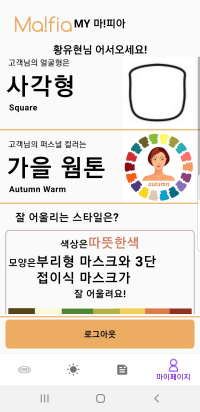 Ma!fia MY 마!피아
황유현님 어서오세요!
고객님의 얼굴형은
사각형
Square
고객님의 퍼스널 컬러는
가을 웜톤
Autumn Warm
autumn
잘 어울리는 스타일은?
색상은따뜻한색
모양은부리형 마스크와 3단
접이식 마스크가
잘 어울려요!
로그아웃
마이페이지